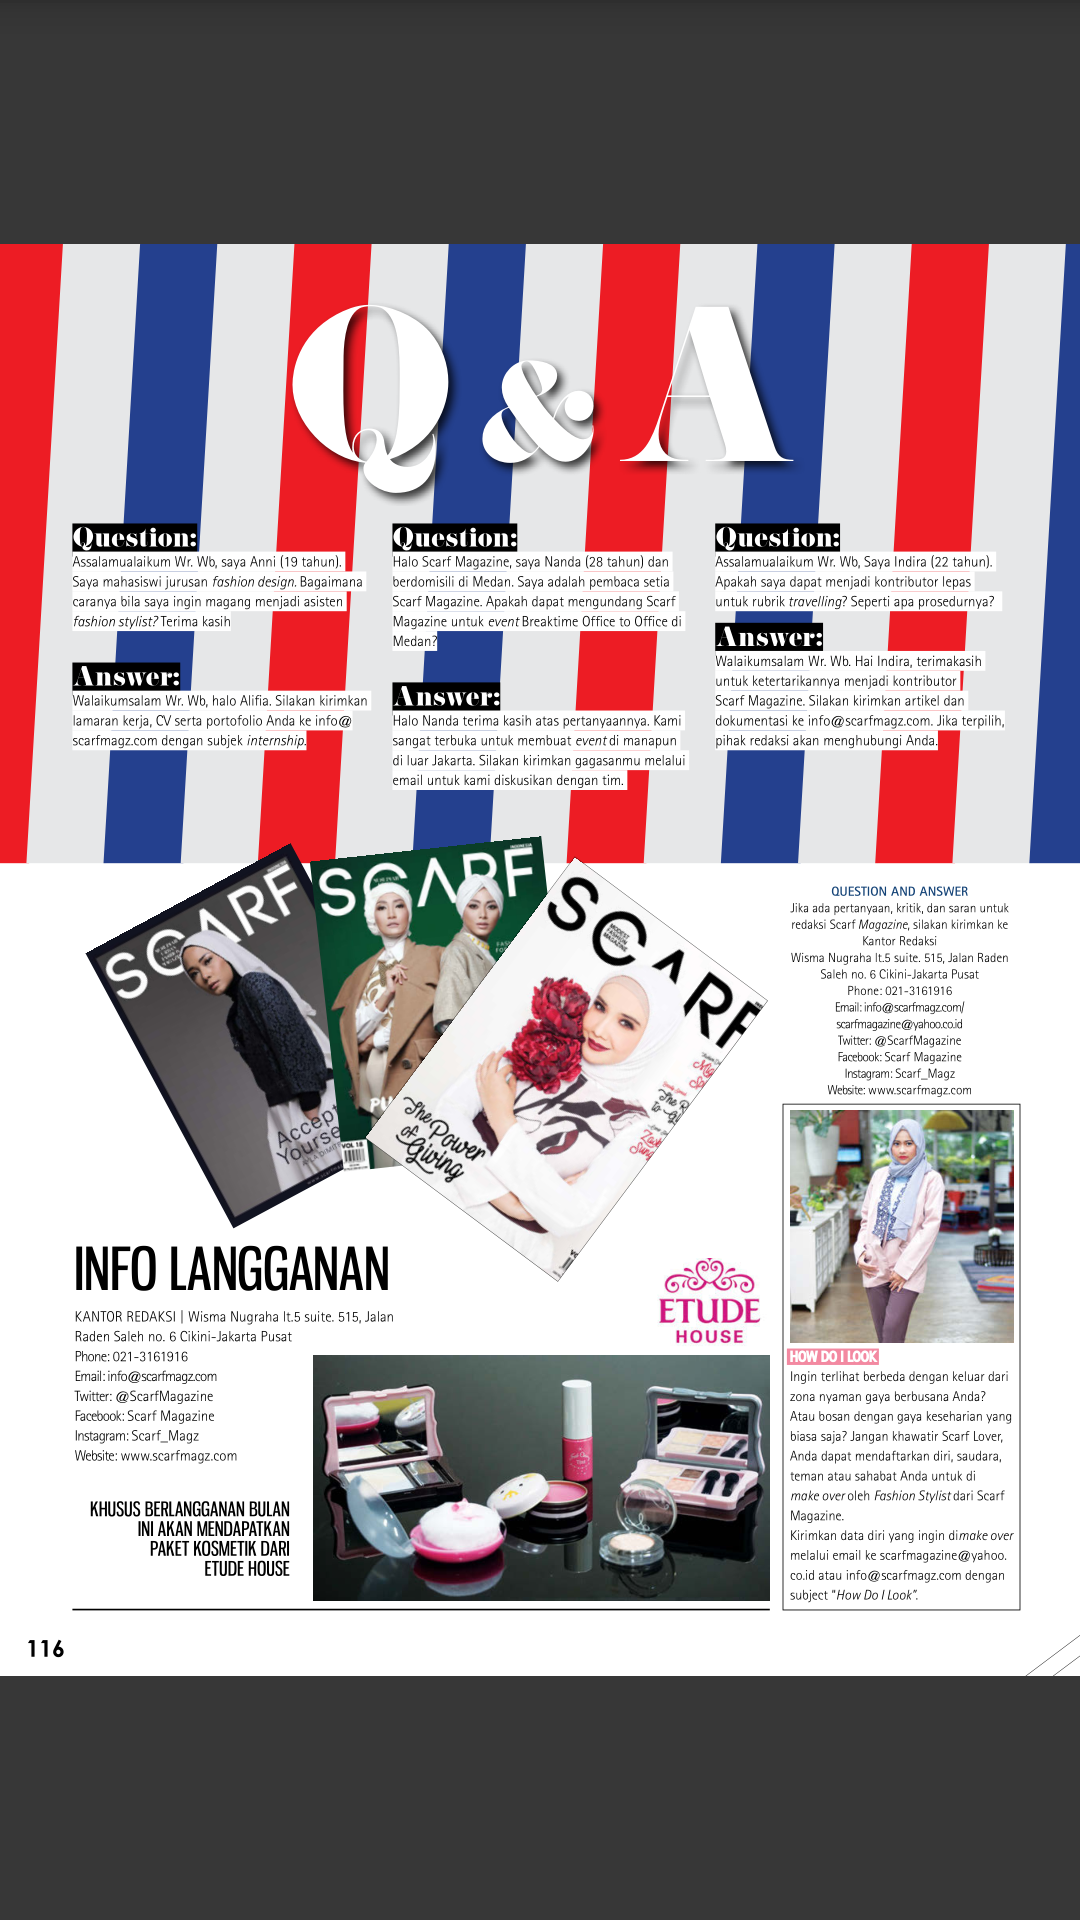 Q & A
Question:
Assalamualaikum Wr. Wb, saya Anni (19 tahun).
Saya mahasiswi jurusan fashion design. Bagaimana
caranya bila saya ingin magang menjadi asisten
fashion stylist? Terima kasih
Answer:
Walaikumsalam Wr. Wb, halo Alifia. Silakan kirimkan
lamaran kerja, CV serta portofolio Anda ke info@
scarfmagz.com dengan subjek internship.
Question:
Halo Scarf Magazine, saya Nanda (28 tahun) dan
berdomisili di Medan. Saya adalah pembaca setia
Scarf Magazine. Apakah dapat mengundang Scarf
Magazine untuk event Breaktime Office to Office di
Medan?
Answer:
Halo Nanda terima kasih atas pertanyaannya. Kami
sangat terbuka untuk membuat event di manapun
di luar Jakarta. Silakan kirimkan gagasanmu melalui
email untuk kami diskusikan dengan tim.
Question:
Assalamualaikum Wr. Wb, Saya Indira (22 tahun).
Apakah saya dapat menjadi kontributor lepas
untuk rubrik travelling? Seperti apa prosedurnya?
Answer:
Walaikumsalam Wr. Wb. Hai Indira, terimakasih
untuk ketertarikannya menjadi kontributor
Scarf Magazine. Silakan kirimkan artikel dan
dokumentasi ke info@scarfmagz.com. Jika terpilih,
pihak redaksi akan menghubungi Anda.
SCARF
Accept
SCARF
VOL 18
SCARF
MODEST
FASHION
MAGAZINE
The Power
of
Giving
QUESTION AND ANSWER
Jika ada pertanyaan, kritik, dan saran untuk
redaksi Scarf Magazine, silakan kirimkan ke
Kantor Redaksi
Wisma Nugraha lt.5 suite. 515, Jalan Raden
Saleh no. 6 Cikini-Jakarta Pusat
Phone: 021-3161916
Email: info@scarfmagz.com/
scarfmagazine@yahoo.co.id
Twitter: @ScarfMagazine
Facebook: Scarf Magazine
Instagram: Scarf_Magz
Website: www.scarfmagz.com
HOW DO I LOOK
Ingin terlihat berbeda dengan keluar dari
zona nyaman gaya berbusana Anda?
Atau bosan dengan gaya keseharian yang
biasa saja? Jangan khawatir Scarf Lover,
Anda dapat mendaftarkan diri, saudara,
teman atau sahabat Anda untuk di
make over oleh Fashion Stylist dari Scarf
Magazine.
Kirimkan data diri yang ingin dimake over
melalui email ke scarfmagazine@yahoo.
co.id atau info@scarfmagz.com dengan
subject "How Do I Look".
INFO LANGGANAN
KANTOR REDAKSI | Wisma Nugraha lt.5 suite. 515, Jalan
Raden Saleh no. 6 Cikini-Jakarta Pusat
Phone: 021-3161916
Email: info@scarfmagz.com
Twitter: @ScarfMagazine
Facebook: Scarf Magazine
Instagram: Scarf_Magz
Website: www.scarfmagz.com
ETUDE
HOUSE
KHUSUS BERLANGGANAN BULAN
INI AKAN MENDAPATKAN
PAKET KOSMETIK DARI
ETUDE HOUSE
116